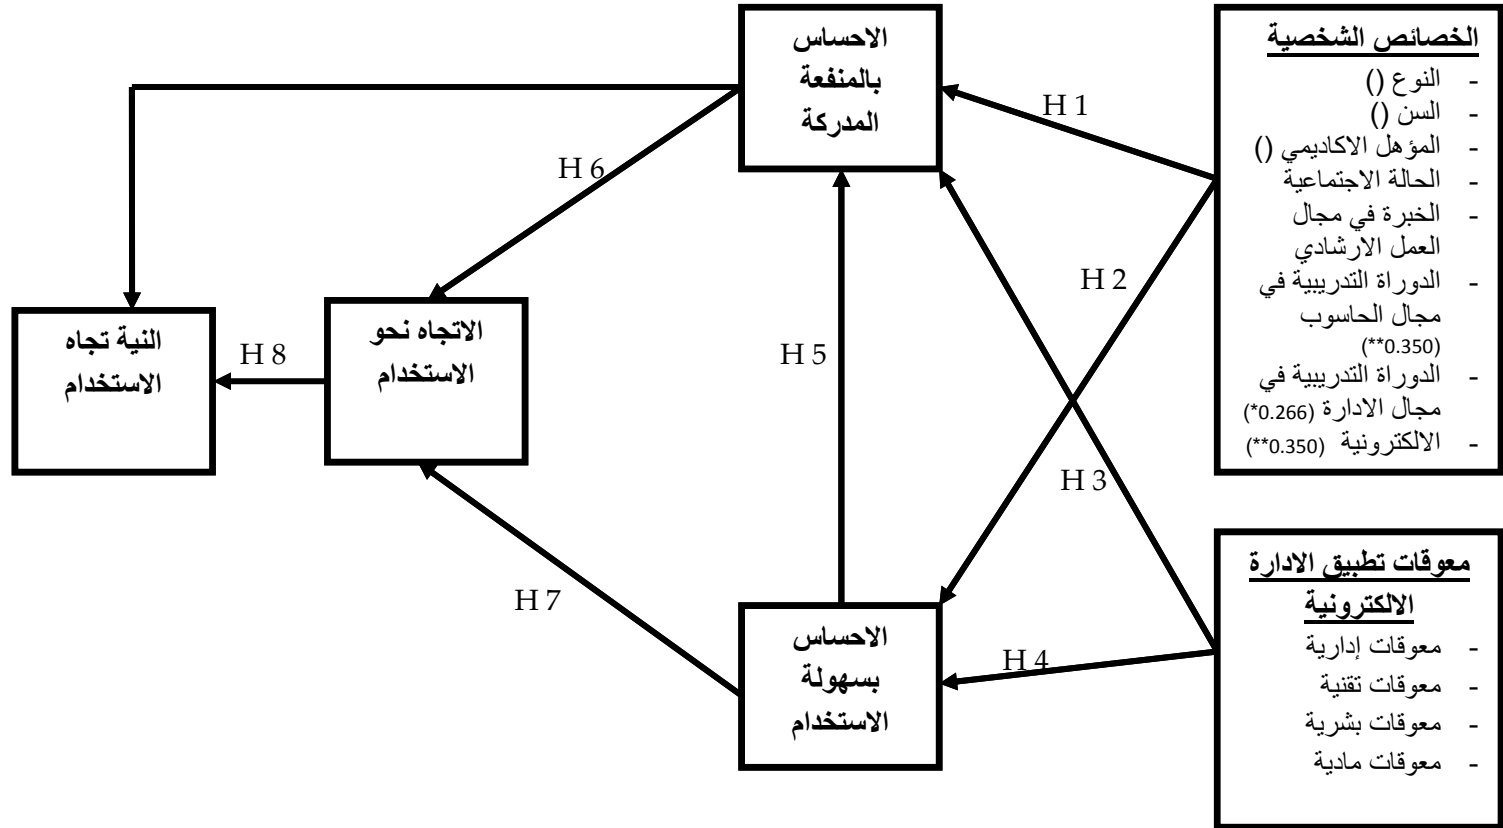 الخصائص الشخصية
- النوع ()
- السن ()
- المؤهل الاكاديمي ()
- الحالة الاجتماعية
- الخبرة في مجال
العمل الارشادي
- الدوراة التدريبية في
مجال الحاسوب
(**0.350)
- الدوراة التدريبية في
مجال الادارة (*0.266)
- الالكترونية (**0.350)
معوقات تطبيق الادارة
الالكترونية
- معوقات إدارية
- معوقات تقنية
- معوقات بشرية
- معوقات مادية
H 1
H 2
H 3
H 4
الاحساس
بالمنفعة
المدركة
H 5
الاحساس
بسهولة
الاستخدام
H 6
H 7
الاتجاه نحو
الاستخدام
H 8
النية تجاه
الاستخدام